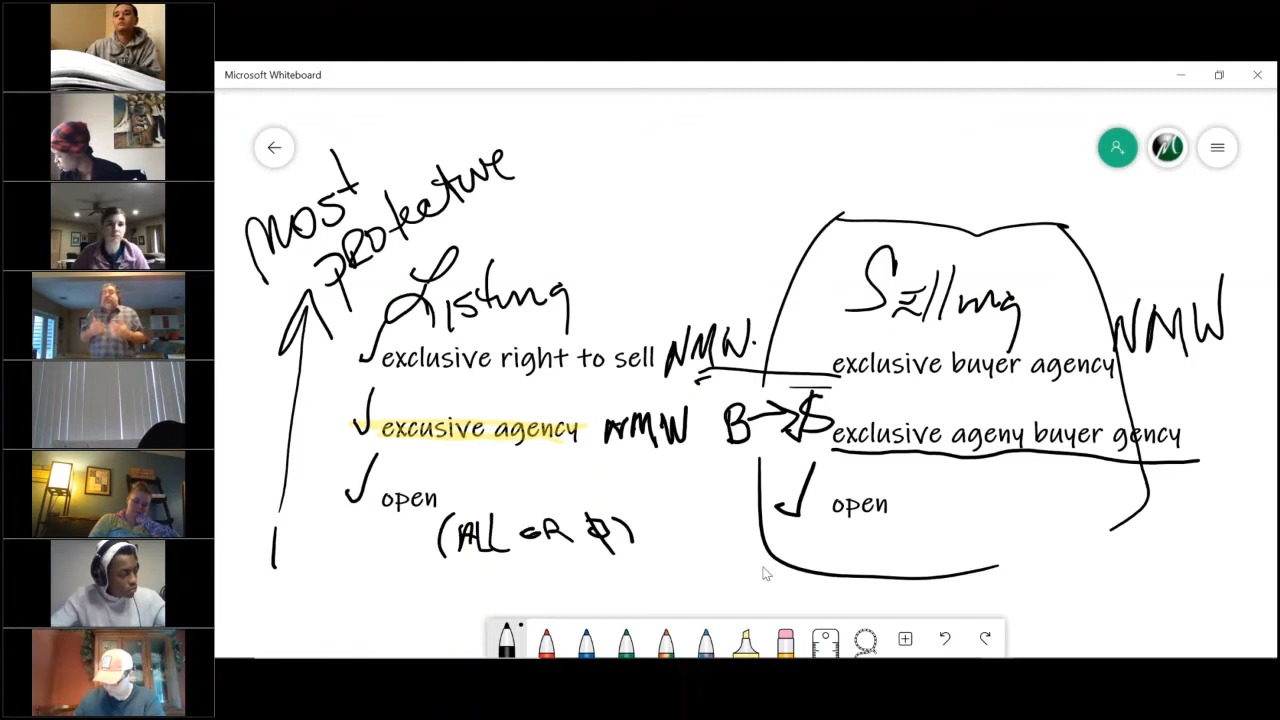 Microsoft Whiteboard
MOST
PROTECTIVE
Listing
exclusive right to sell NMW.
excusive agency NMW B→$
open
(ALL OR φ)
Selling
exclusive buyer agency NMW
exclusive ageny buyer gency
open